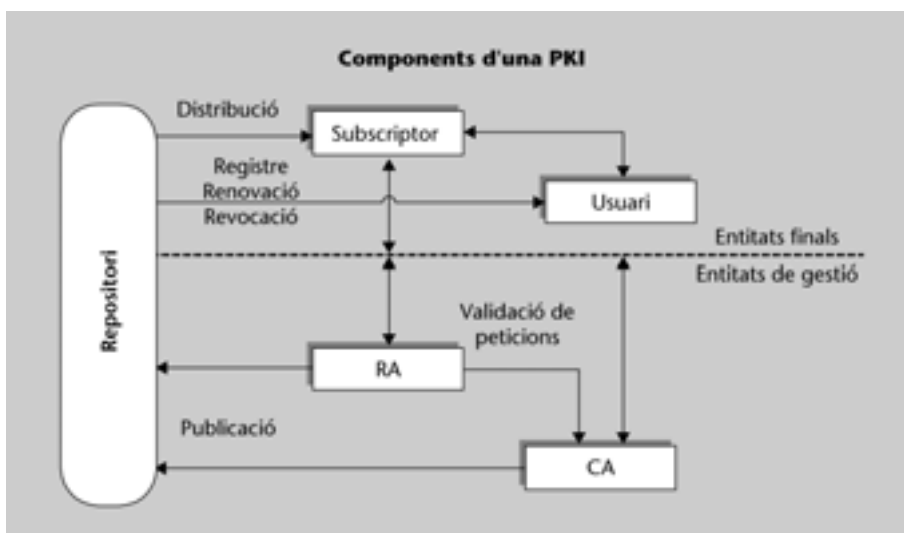 Components d'una PKI
Distribució
Subscriptor
Registre
Renovació
Revocació
Usuari
Entitats finals
Entitats de gestió
Repositori
Validació de
peticions
RA
Publicació
CA